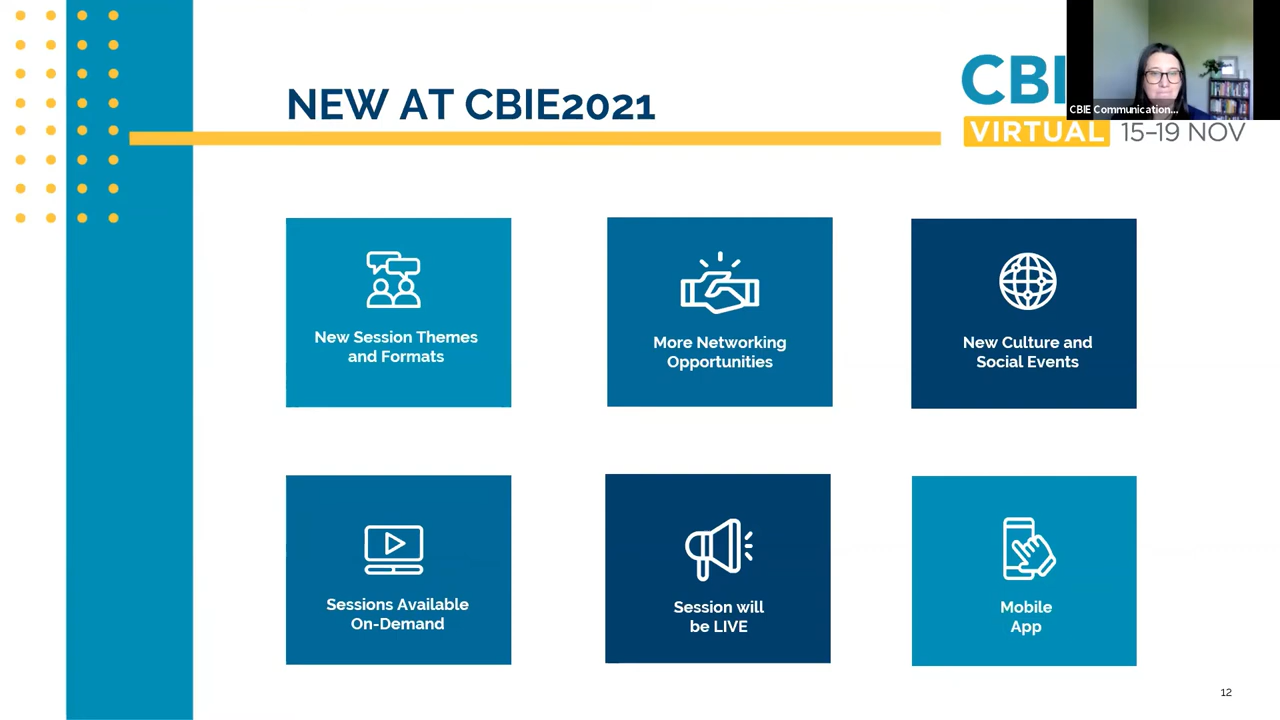 NEW AT CBIE2021
CBI
CBIE Communication...
VIRTUAL 15-19 NOV
New Session Themes
and Formats
More Networking
Opportunities
New Culture and
Social Events
Sessions Available
On-Demand
Session will
be LIVE
Mobile
App
12